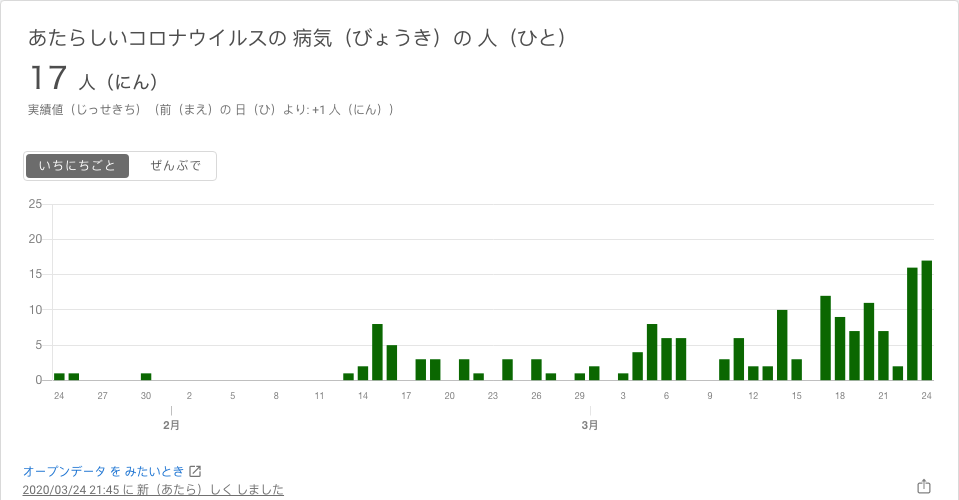 あたらしいコロナウイルスの 病気（びょうき）の 人（ひと）
17 人（にん）
実績値（じっせきち）（前（まえ）の 日（ひ）より: +1 人（にん））
いちにちごと ぜんぶで
25
20
15
10
5
0
24 27 30 2 5 8 11 14 17 20 23 26 29 3 6 9 12 15 18 21 24
2月 3月
オープンデータ を みたいとき
2020/03/24 21:45 に 新（あたら）しく しました